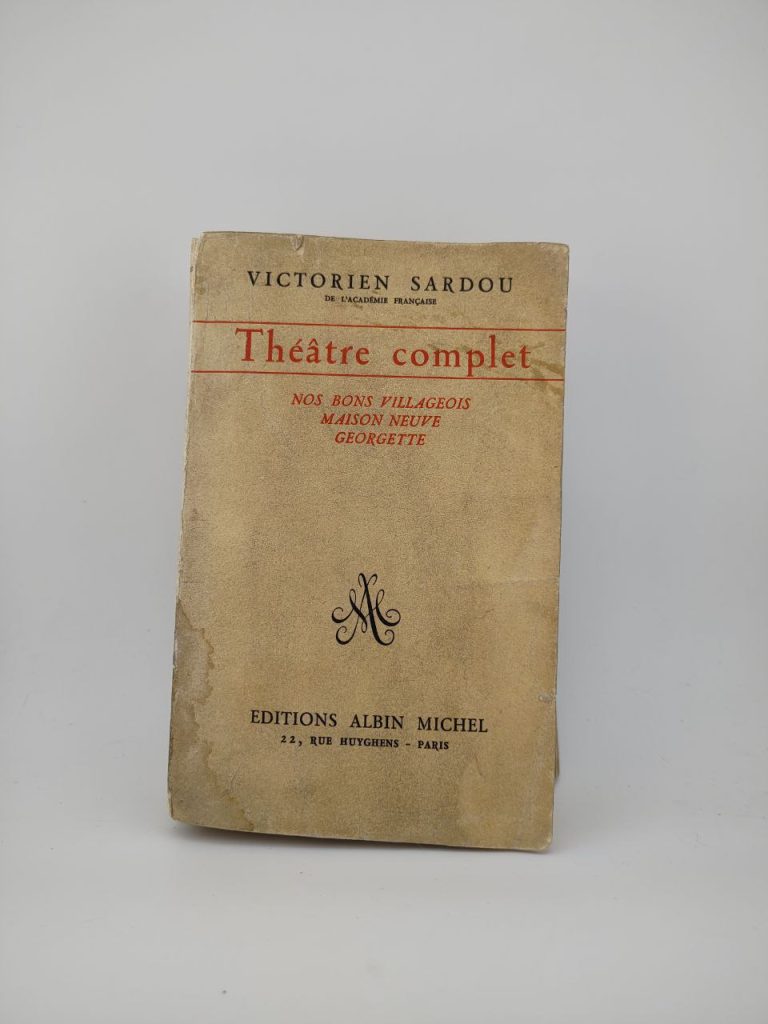 VICTORIEN SARDOU
DE L'ACADÉMIE FRANÇAISE
Théâtre complet
NOS BONS VILLAGEOIS
MAISON NEUVE
GEORGETTE
AM
EDITIONS ALBIN MICHEL
22, RUE HUYGHENS - PARIS